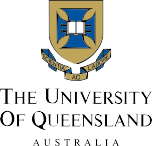 THE UNIVERSITY
OF QUEENSLAND
AUSTRALIA